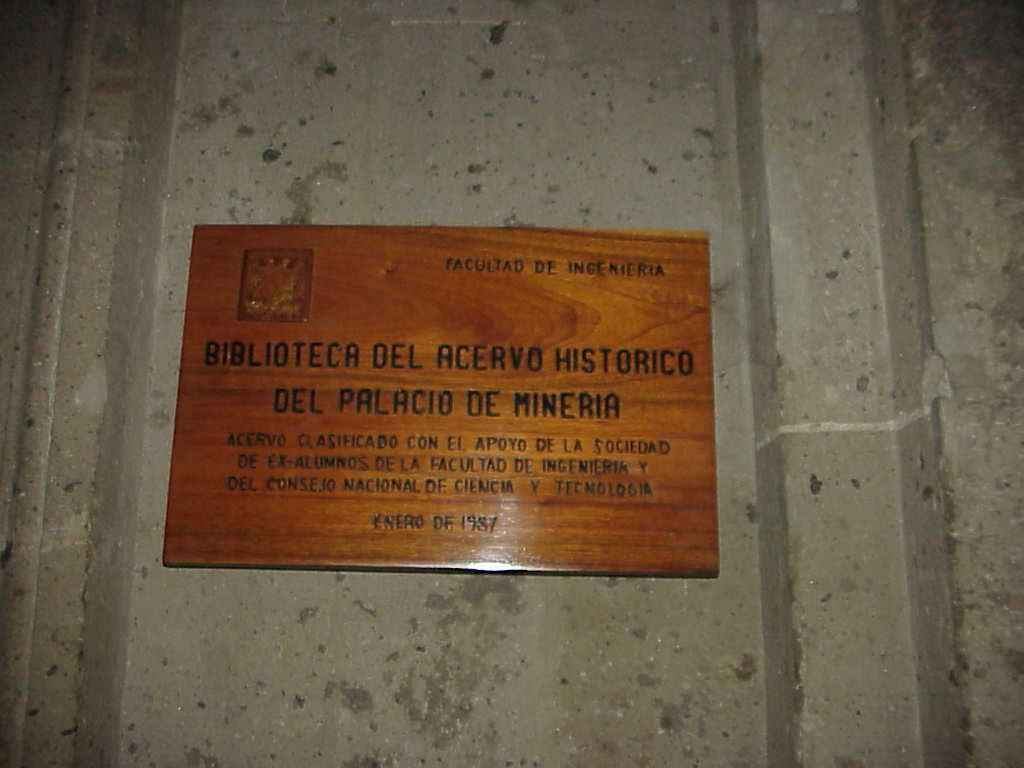 FACULTAD DE INGENIERIA
BIBLIOTECA DEL ACERVO HISTORICO
DEL PALACIO DE MINERIA
ACERVO CLASIFICADO CON EL APOYO DE LA SOCIEDAD
DE EX-ALUMNOS DE LA FACULTAD DE INGENIERIA Y
DEL CONSEJO NACIONAL DE CIENCIA Y TECNOLOGIA
ENERO DE 1987